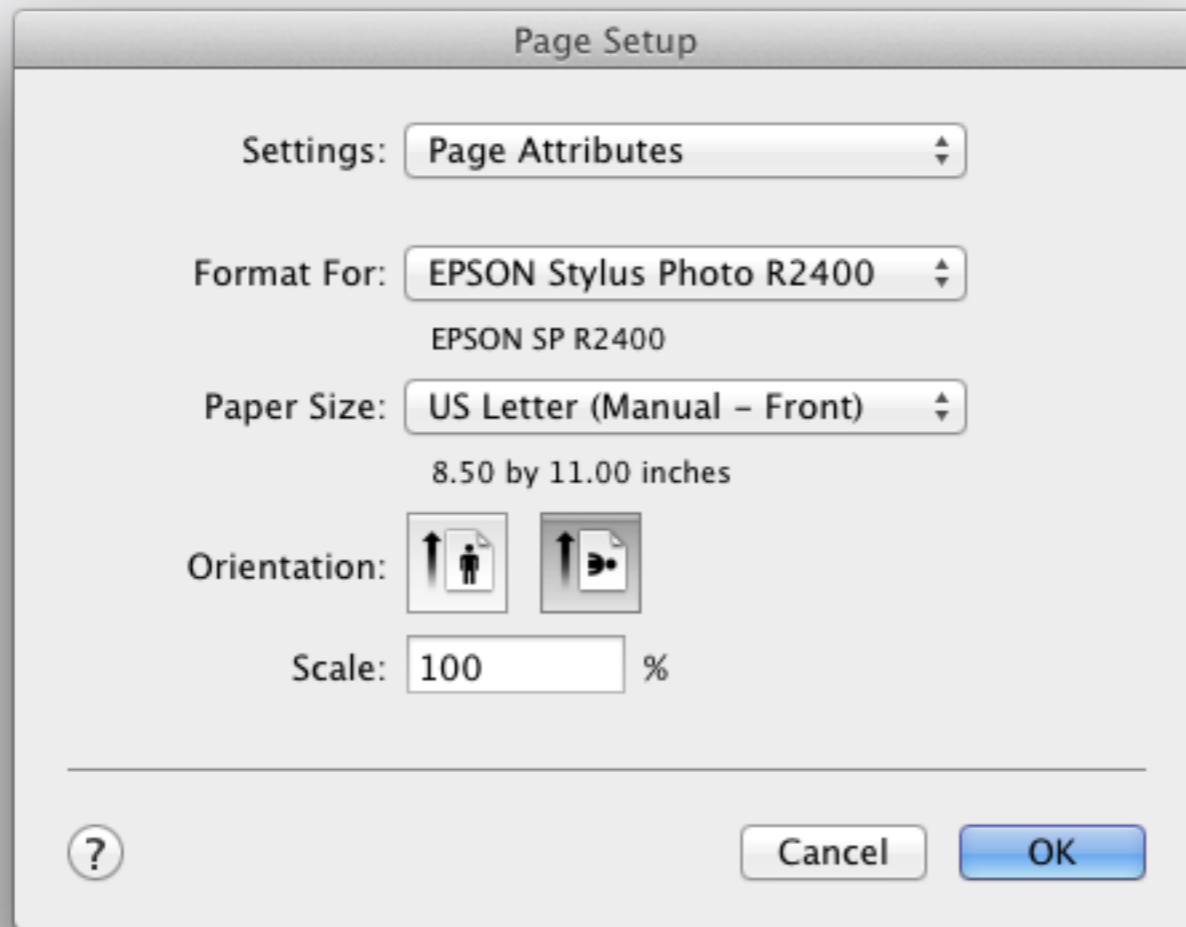 Page Setup
Settings: Page Attributes
Format For: EPSON Stylus Photo R2400
EPSON SP R2400
Paper Size: US Letter (Manual – Front)
8.50 by 11.00 inches
Orientation:
Scale: 100 %
? Cancel OK